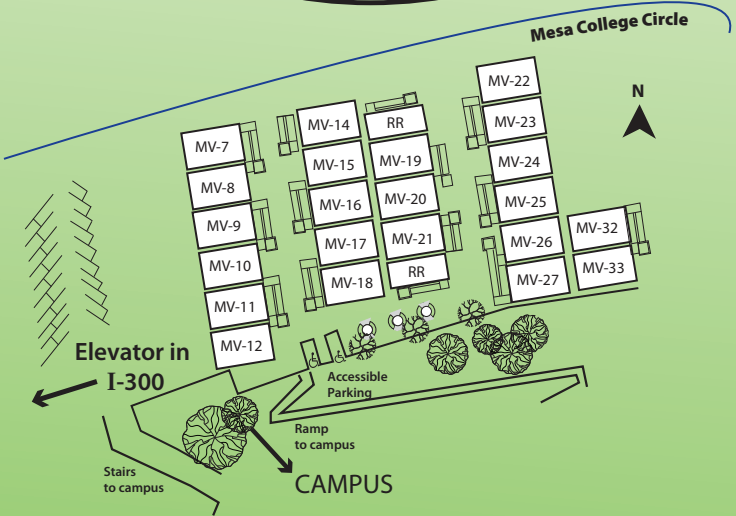 Mesa College Circle
N
MV-7
MV-8
MV-9
MV-10
MV-11
MV-12
MV-14
MV-15
MV-16
MV-17
MV-18
RR
MV-19
MV-20
MV-21
RR
MV-22
MV-23
MV-24
MV-25
MV-26
MV-27
MV-32
MV-33
Elevator in
I-300
Accessible
Parking
Ramp
to campus
Stairs
to campus
CAMPUS